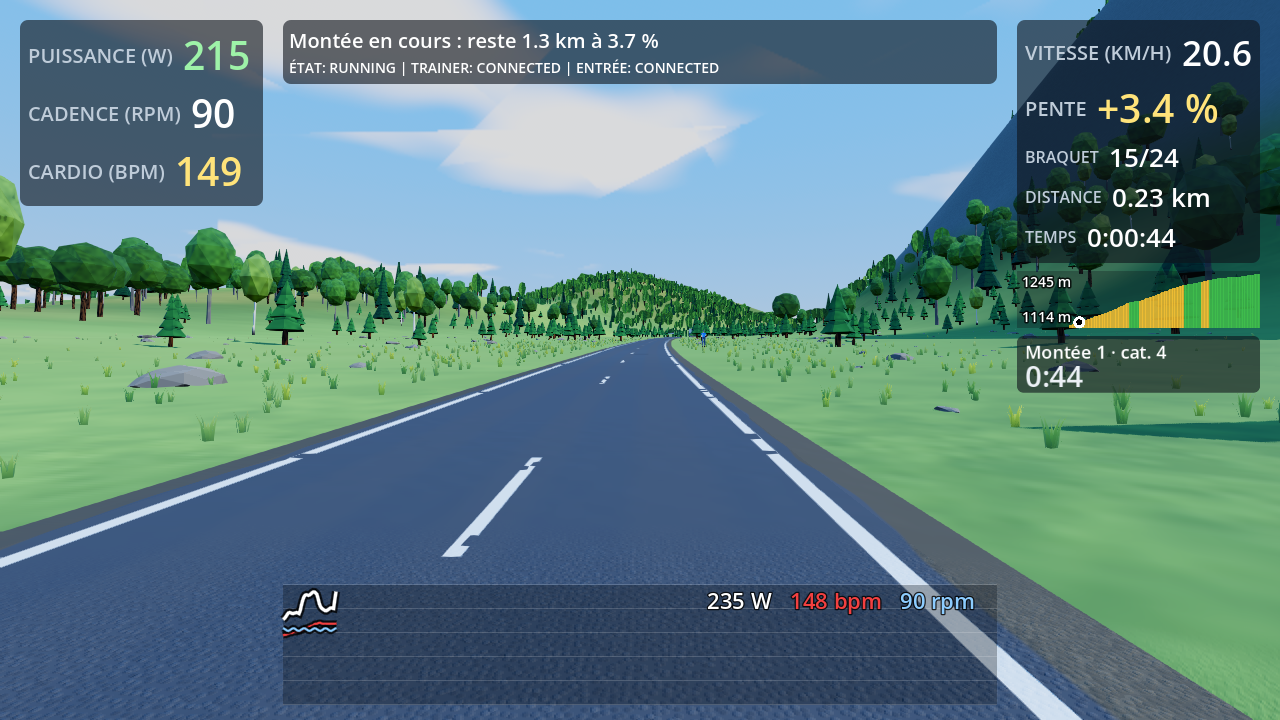 PUISSANCE (W) 215
CADENCE (RPM) 90
CARDIO (BPM) 149
Montée en cours : reste 1.3 km à 3.7 %
ÉTAT: RUNNING | TRAINER: CONNECTED | ENTRÉE: CONNECTED
VITESSE (KM/H) 20.6
PENTE +3.4 %
BRAQUET 15/24
DISTANCE 0.23 km
TEMPS 0:00:44
1245 m
1114 m
Montée 1 · cat. 4
0:44
235 W 148 bpm 90 rpm